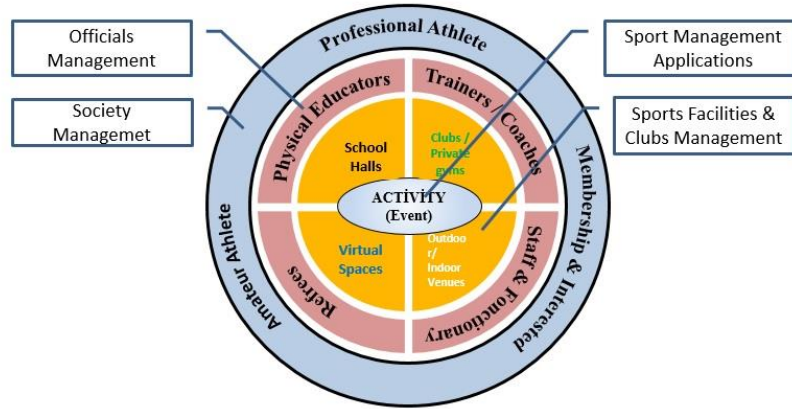 Officials
Management
Society
Managemet
Sport Management
Applications
Sports Facilities &
Clubs Management
Professional Athlete
Amateur Athlete
Membership & Interested
Physical Educators
Trainers / Coaches
Refrees
Staff & Fonctionary
School
Halls
Clubs /
Private
gyms
ACTİVİTY
(Event)
Virtual
Spaces
Outdoo
r/
Indoor
Venues